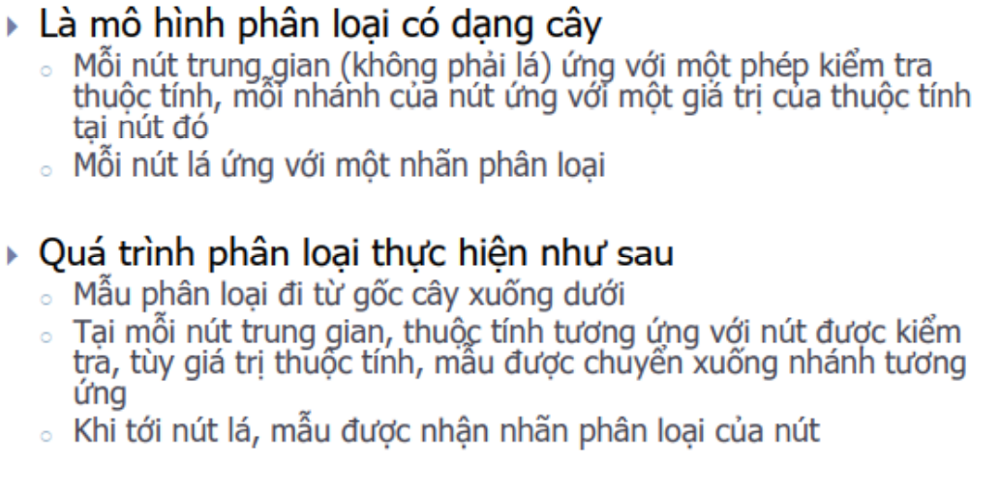 Là mô hình phân loại có dạng cây
Mỗi nút trung gian (không phải lá) ứng với một phép kiểm tra
thuộc tính, mỗi nhánh của nút ứng với một giá trị của thuộc tính
tại nút đó
Mỗi nút lá ứng với một nhãn phân loại
Quá trình phân loại thực hiện như sau
Mẫu phân loại đi từ gốc cây xuống dưới
Tại mỗi nút trung gian, thuộc tính tương ứng với nút được kiểm
tra, tùy giá trị thuộc tính, mẫu được chuyển xuống nhánh tương
ứng
Khi tới nút lá, mẫu được nhận nhãn phân loại của nút